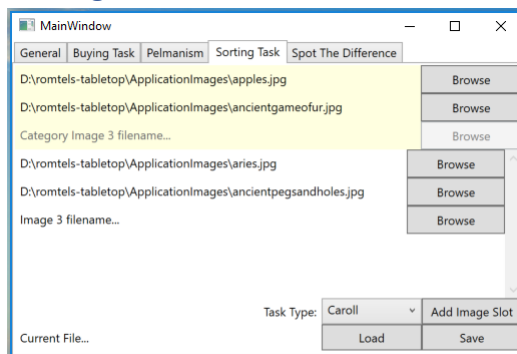 MainWindow
General Buying Task Pelmanism Sorting Task Spot The Difference
D:\romtels-tabletop\ApplicationImages\apples.jpg Browse
D:\romtels-tabletop\ApplicationImages\ancientgameofur.jpg Browse
Category Image 3 filename... Browse
D:\romtels-tabletop\ApplicationImages\aries.jpg Browse
D:\romtels-tabletop\ApplicationImages\ancientpegsandholes.jpg Browse
Image 3 filename... Browse
Task Type: Caroll Add Image Slot
Current File... Load Save